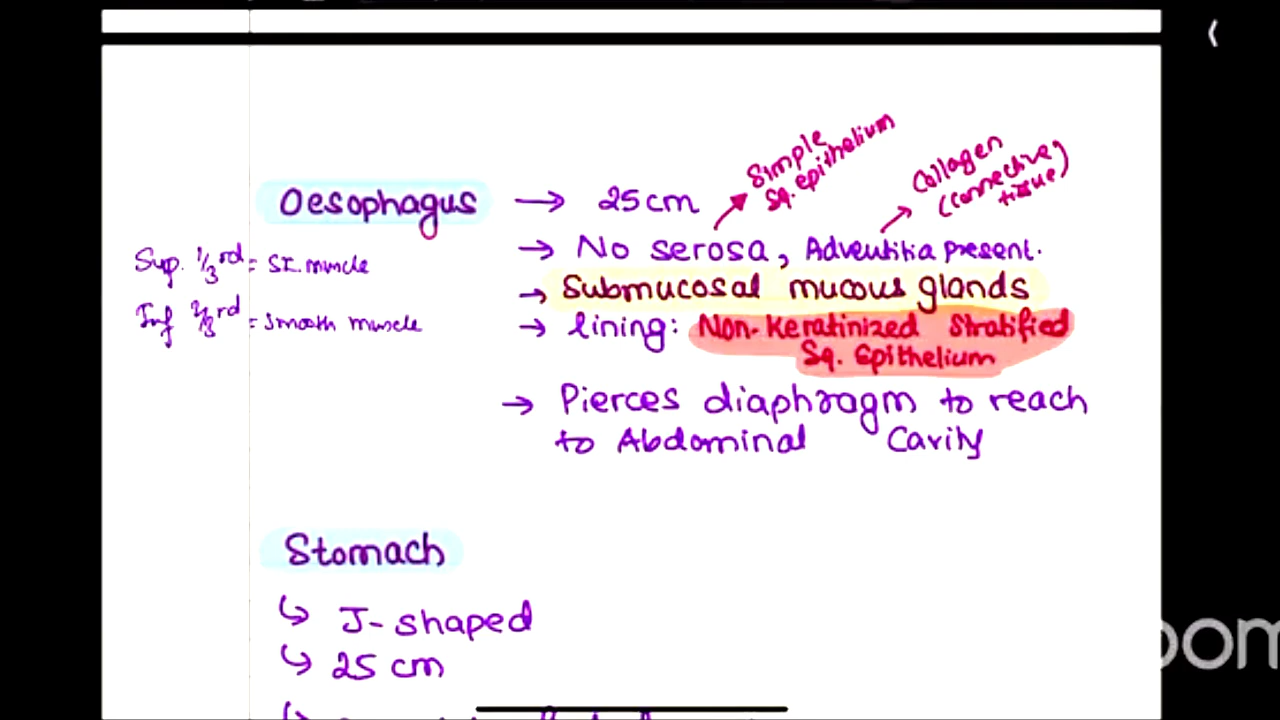 Simple
Sq. epithelium
Collagen
(connective
tissue)
Oesophagus → 25cm
→ No serosa, Adventitia present.
Sup. 1/3rd = St. muscle
→ Submucosal mucous glands
Inf 2/3rd = Smooth muscle
→ lining: Non-Keratinized Stratified
Sq. Epithelium
→ Pierces diaphragm to reach
to Abdominal Cavity
Stomach
↳ J-shaped
↳ 25 cm
oom